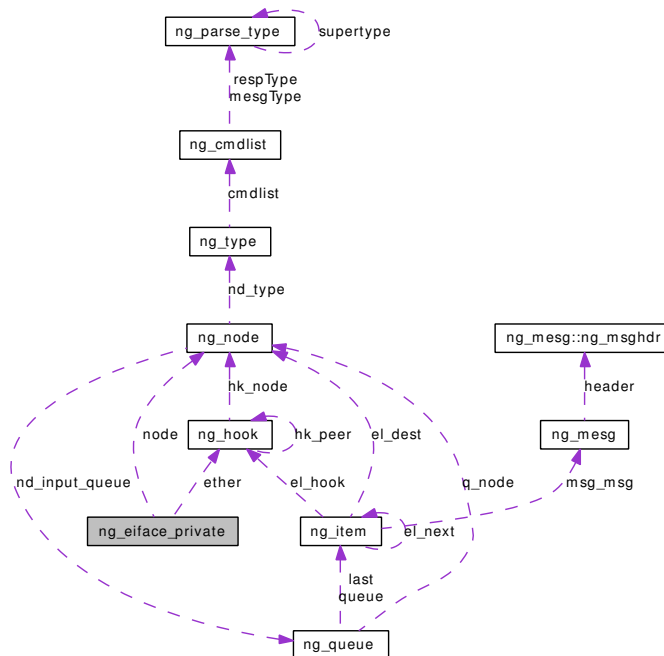 ng_parse_type
supertype
respType
mesgType
ng_cmdlist
cmdlist
ng_type
nd_type
ng_node
ng_mesg::ng_msghdr
hk_node
header
ng_hook
hk_peer
node
el_dest
ng_mesg
nd_input_queue
ether
el_hook
q_node
msg_msg
ng_eiface_private
ng_item
el_next
last
queue
ng_queue